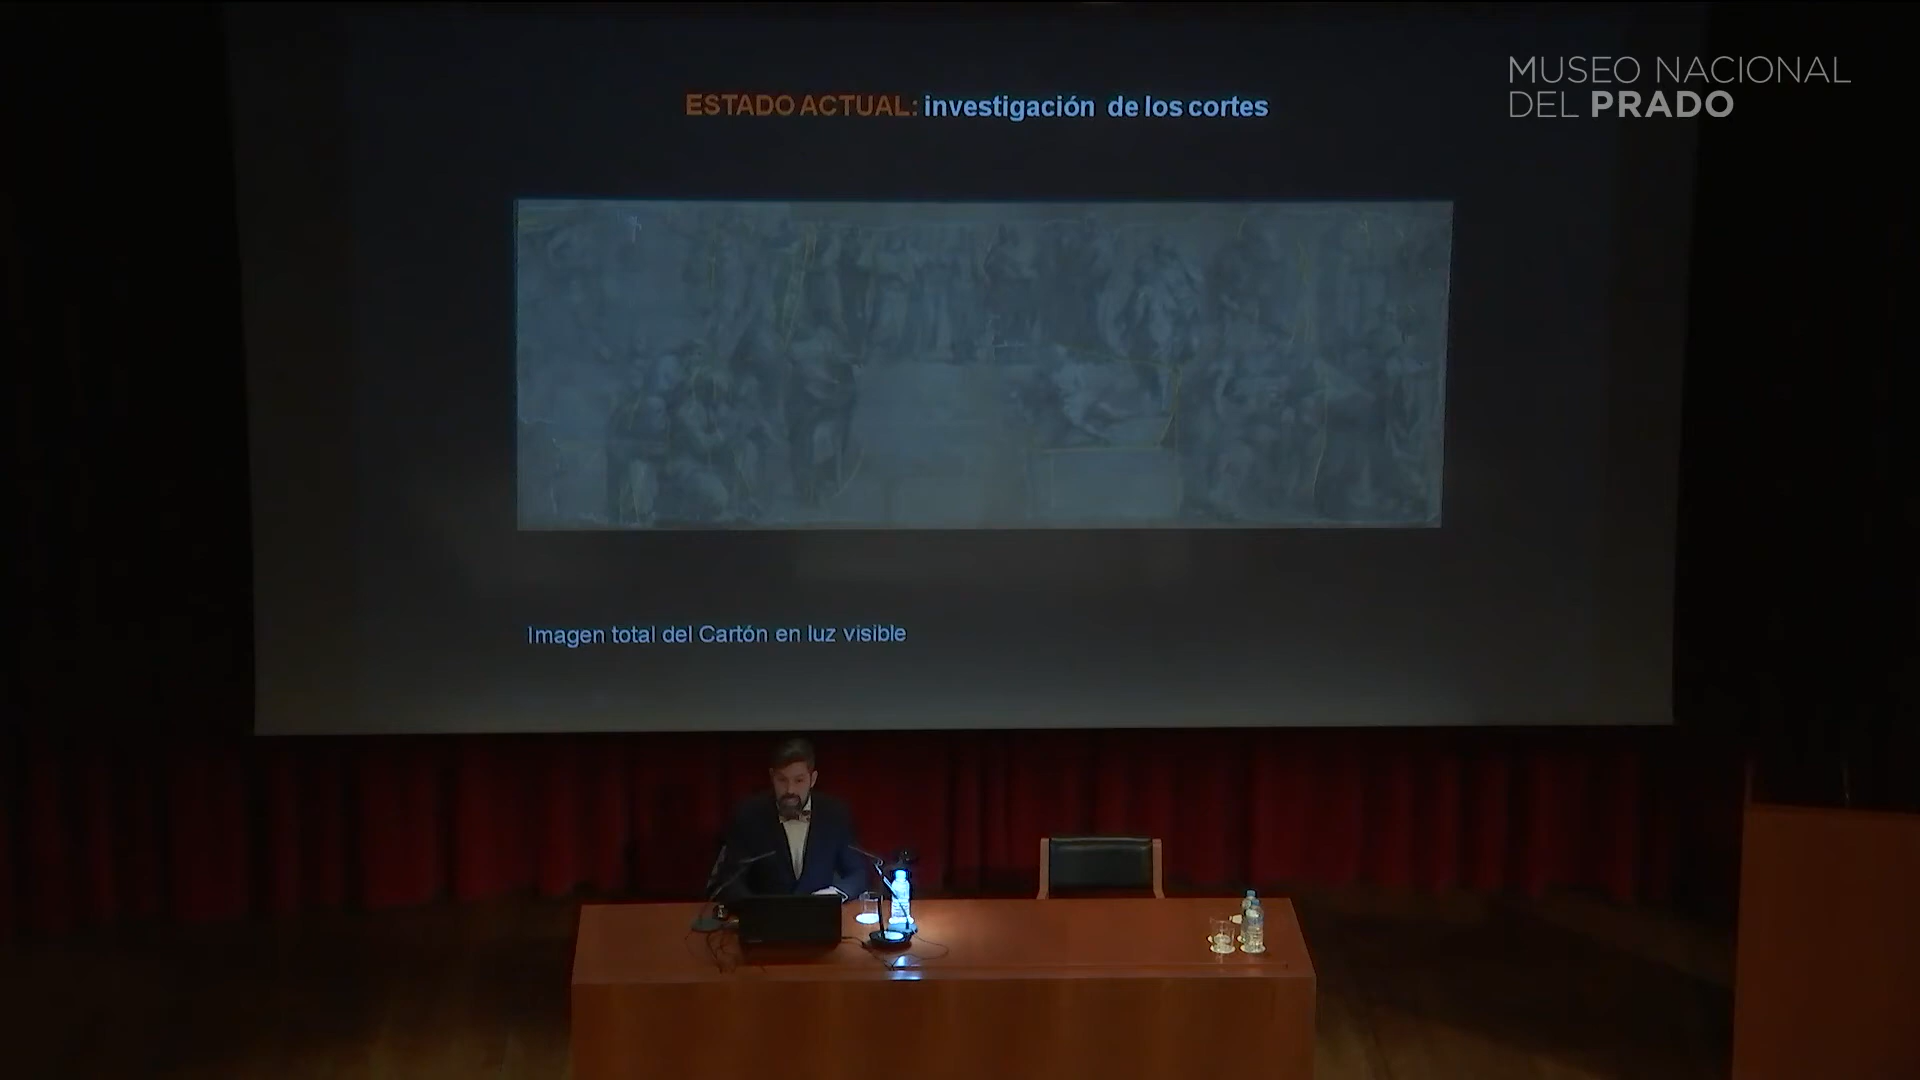 MUSEO NACIONAL
DEL PRADO
ESTADO ACTUAL: investigación de los cortes
Imagen total del Cartón en luz visible